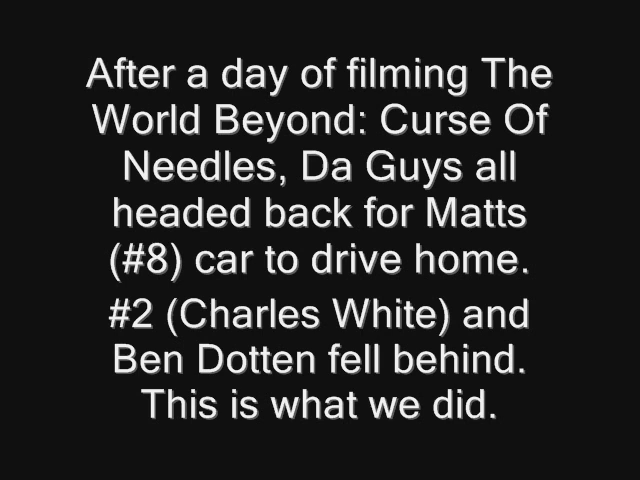 After a day of filming The
World Beyond: Curse Of
Needles, Da Guys all
headed back for Matts
(#8) car to drive home.
#2 (Charles White) and
Ben Dotten fell behind.
This is what we did.